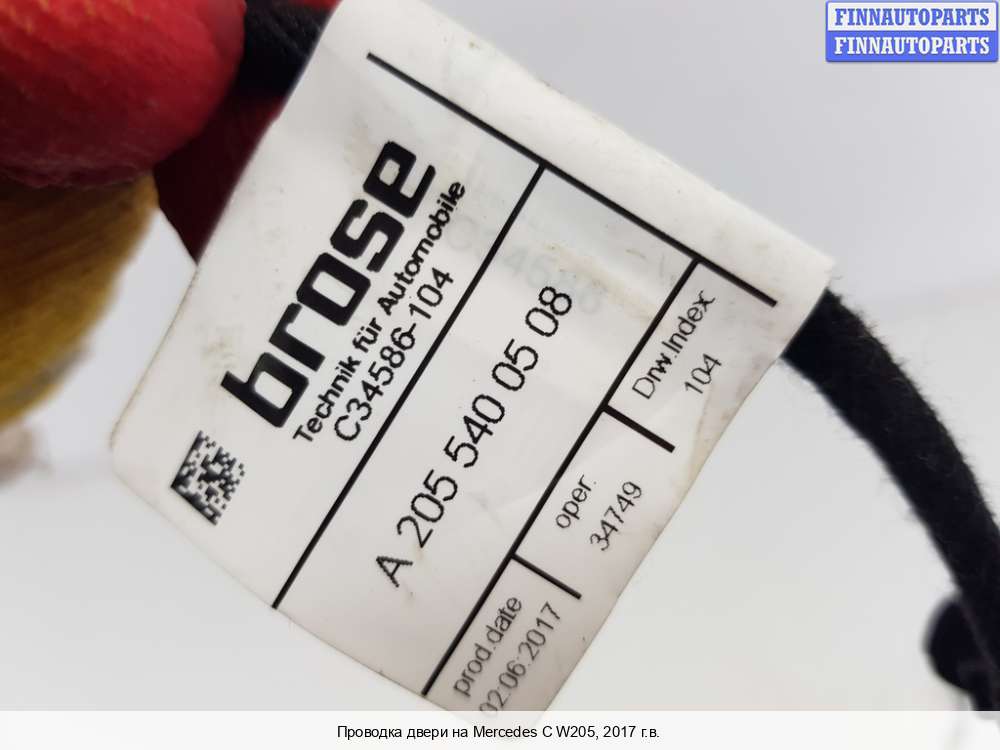 FINNAUTOPARTS
FINNAUTOPARTS
brose
Technik für Automobile
C34586-104
A 205 540 05 08
Drw.Index
104
oper.
34749
prod.date
02:06:2017
Проводка двери на Mercedes C W205, 2017 г.в.